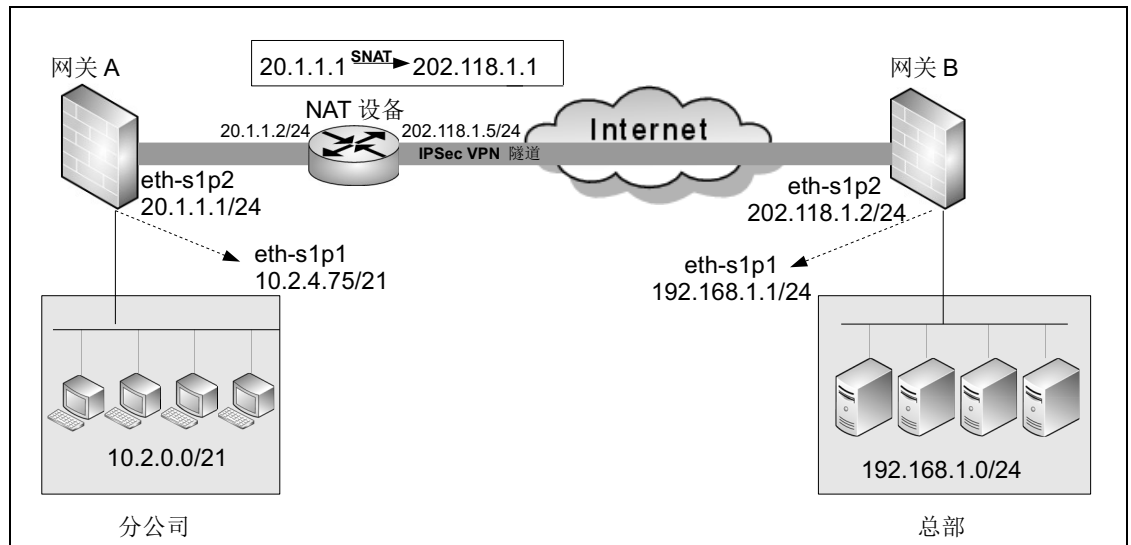 20.1.1.1 SNAT 202.118.1.1
网关 A
网关 B
NAT 设备
20.1.1.2/24
202.118.1.5/24
Internet
IPSec VPN 隧道
eth-s1p2
20.1.1.1/24
eth-s1p2
202.118.1.2/24
eth-s1p1
10.2.4.75/21
eth-s1p1
192.168.1.1/24
10.2.0.0/21
192.168.1.0/24
分公司
总部